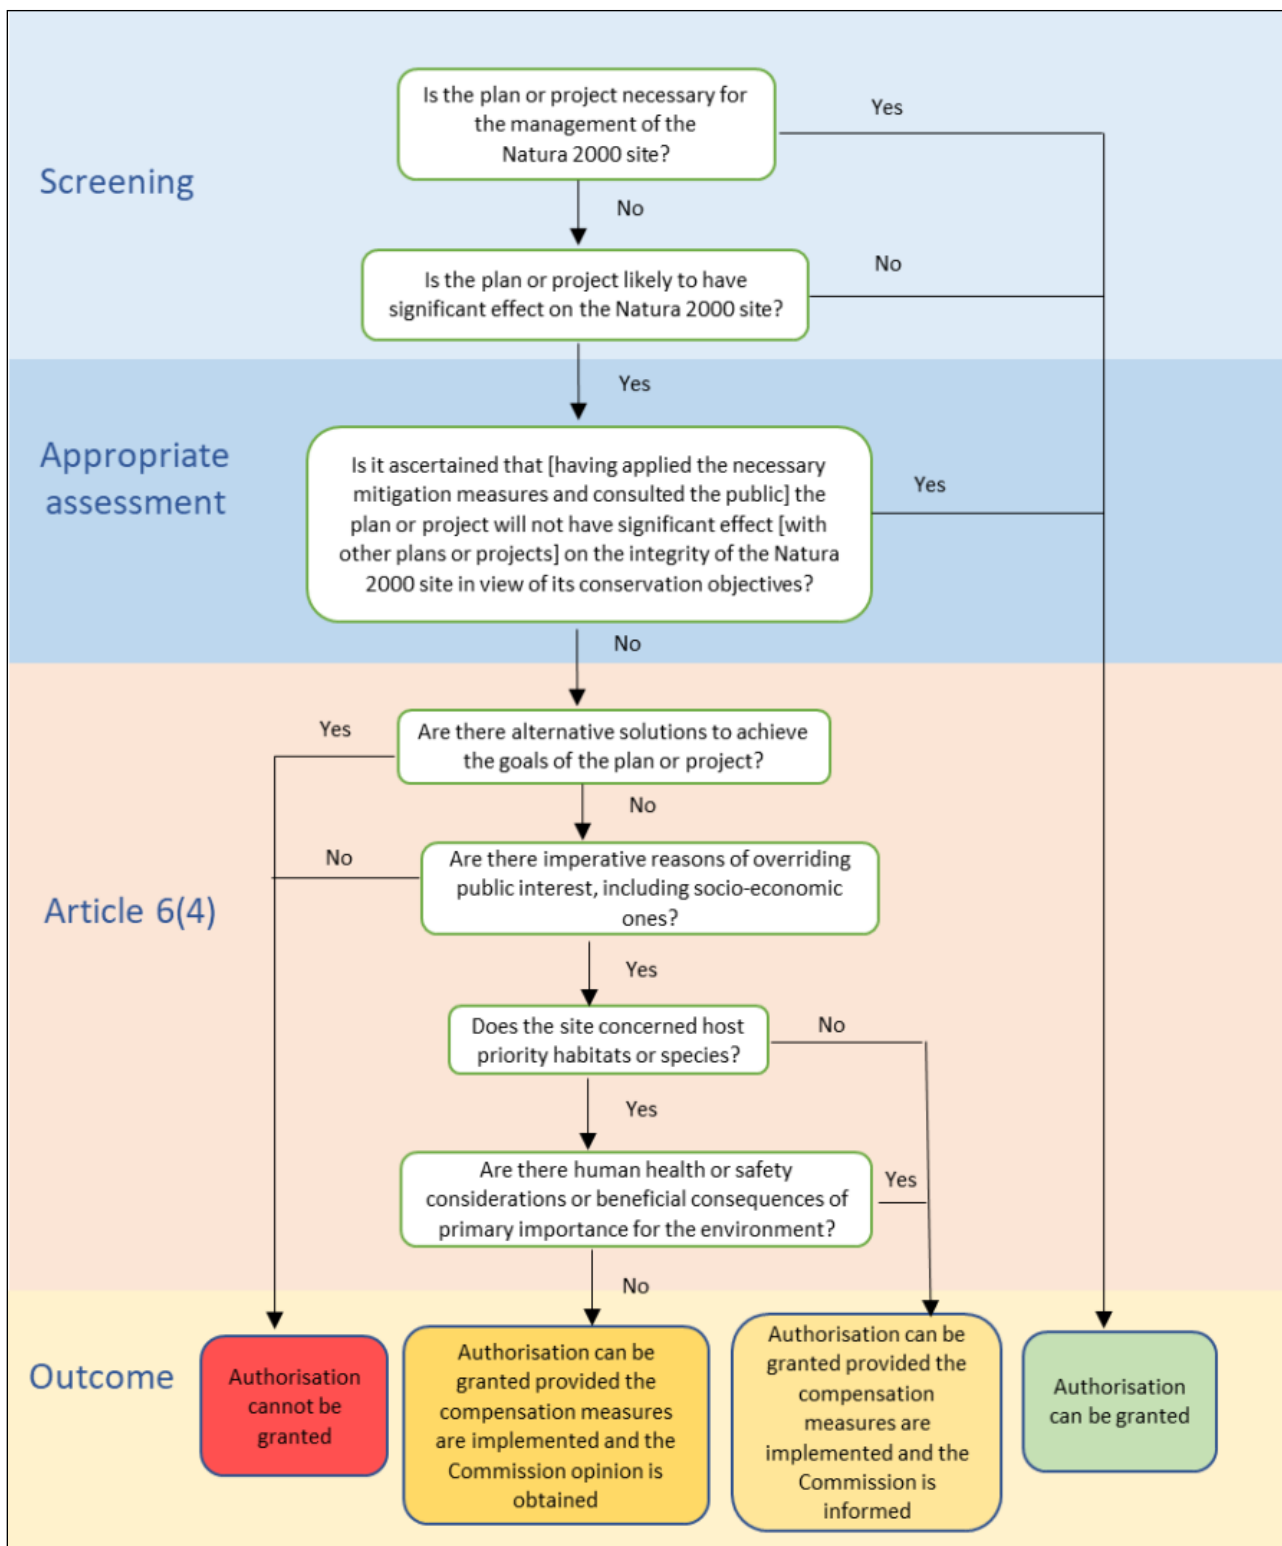 Is the plan or project necessary for
the management of the
Natura 2000 site?
Yes
Screening
No
Is the plan or project likely to have
significant effect on the Natura 2000 site?
No
Yes
Appropriate
assessment
Is it ascertained that [having applied the necessary
mitigation measures and consulted the public] the
plan or project will not have significant effect [with
other plans or projects] on the integrity of the Natura
2000 site in view of its conservation objectives?
Yes
No
Article 6(4)
Are there alternative solutions to achieve
the goals of the plan or project?
Yes
No
Are there imperative reasons of overriding
public interest, including socio-economic
ones?
No
Yes
Does the site concerned host
priority habitats or species?
No
Yes
Are there human health or safety
considerations or beneficial consequences of
primary importance for the environment?
Yes
No
Outcome
Authorisation
cannot be
granted
Authorisation can be
granted provided the
compensation measures
are implemented and the
Commission opinion is
obtained
Authorisation can be
granted provided the
compensation
measures are
implemented and the
Commission is
informed
Authorisation
can be granted